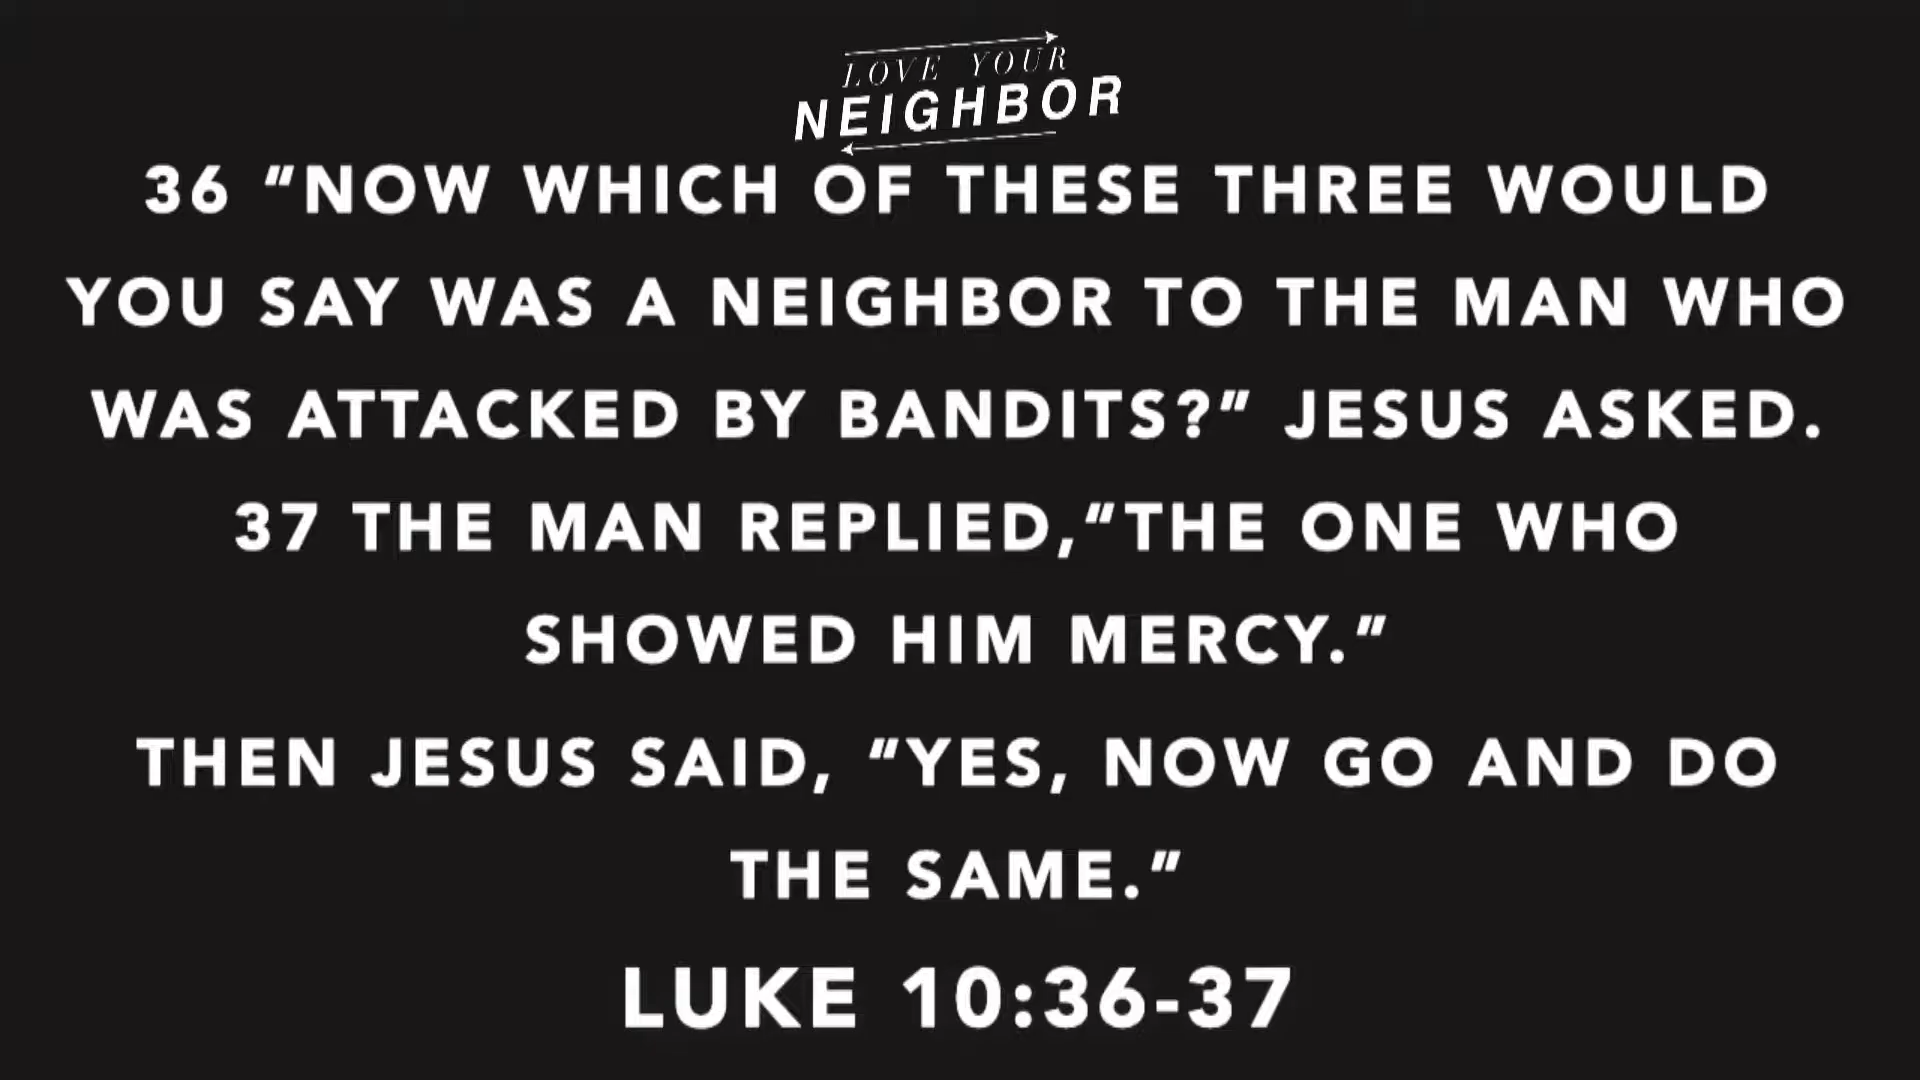 LOVE YOUR
NEIGHBOR
36 "NOW WHICH OF THESE THREE WOULD
YOU SAY WAS A NEIGHBOR TO THE MAN WHO
WAS ATTACKED BY BANDITS?" JESUS ASKED.
37 THE MAN REPLIED,"THE ONE WHO
SHOWED HIM MERCY."
THEN JESUS SAID, "YES, NOW GO AND DO
THE SAME."
LUKE 10:36-37